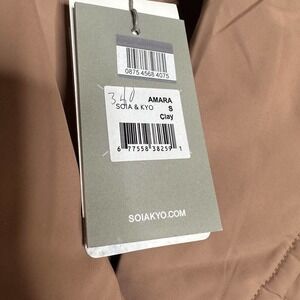 0875 4568 4075
340
AMARA
SOIA & KYO S
Clay
6 77558 38259 1
SOIAKYO.COM